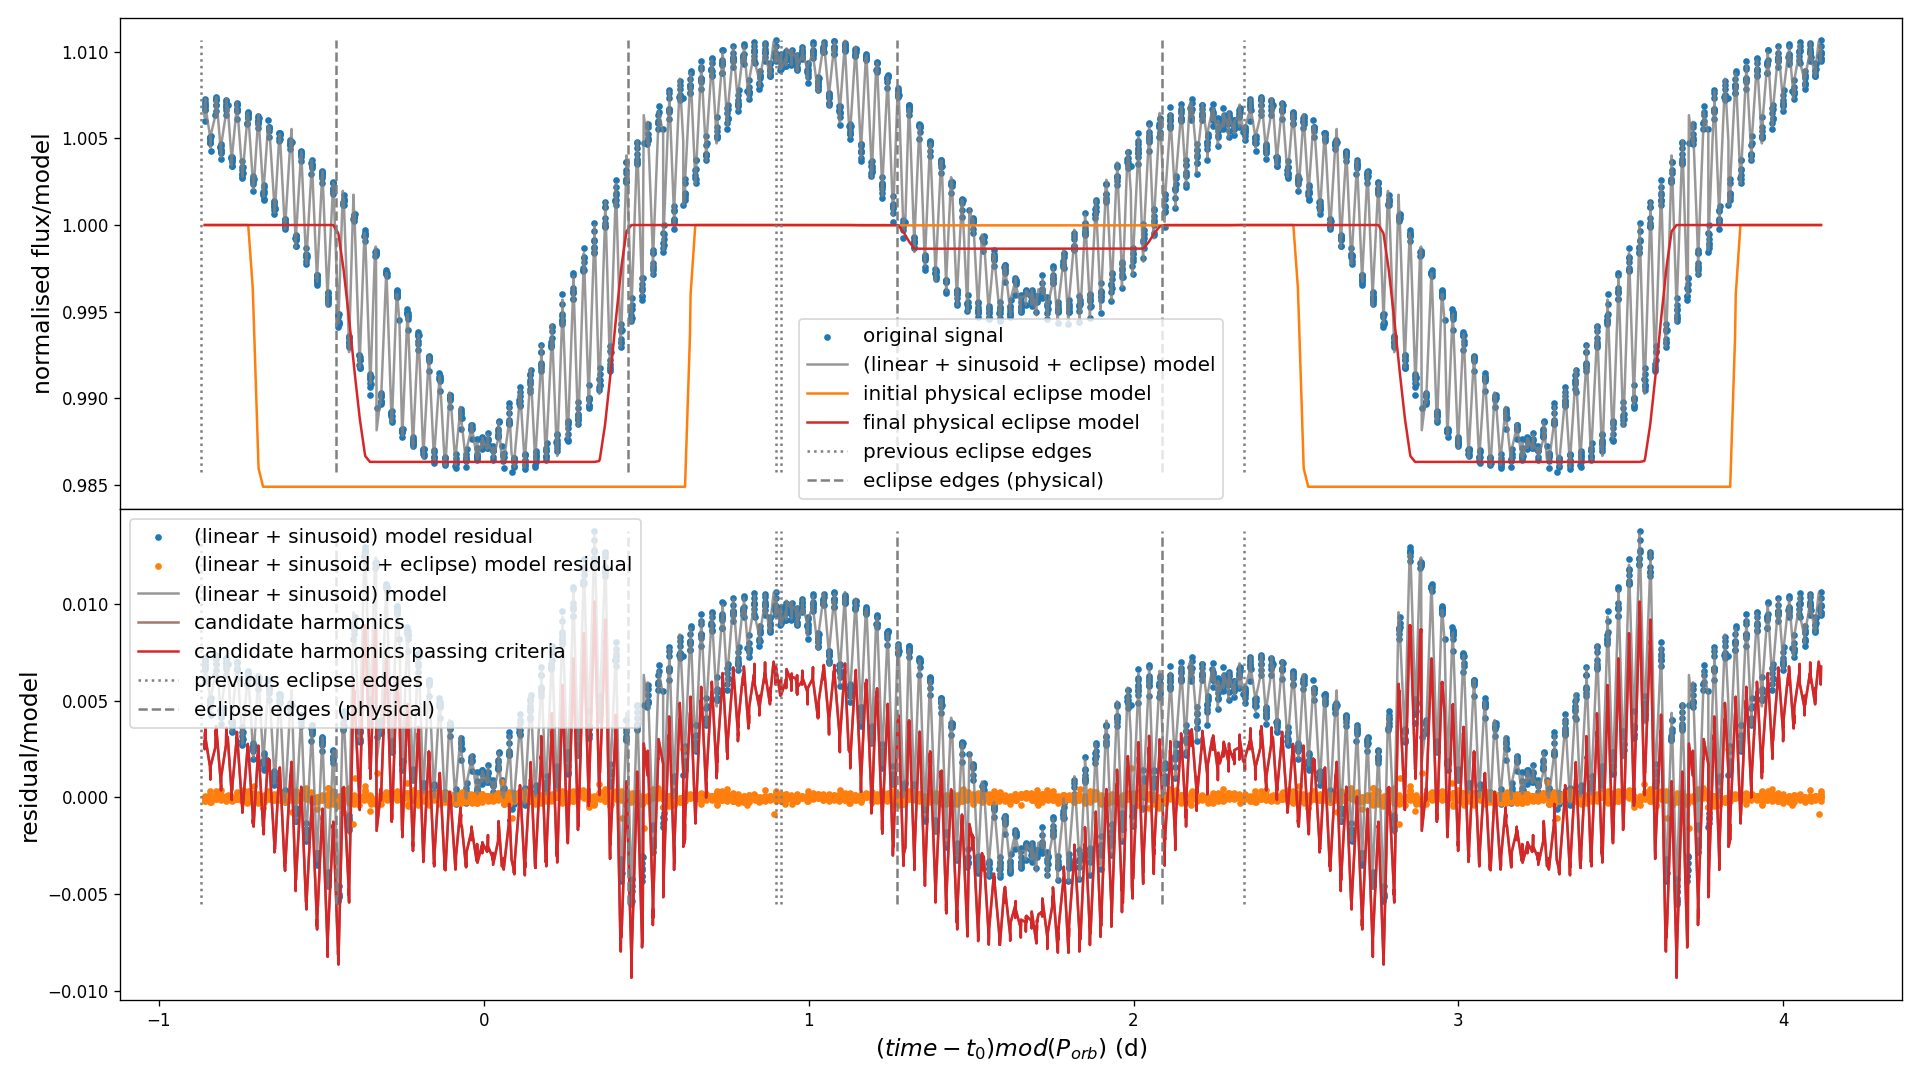 1.010
1.005
1.000
0.995
0.990
0.985
normalised flux/model
original signal
(linear + sinusoid + eclipse) model
initial physical eclipse model
final physical eclipse model
previous eclipse edges
eclipse edges (physical)
(linear + sinusoid) model residual
(linear + sinusoid + eclipse) model residual
(linear + sinusoid) model
candidate harmonics
candidate harmonics passing criteria
previous eclipse edges
eclipse edges (physical)
0.010
0.005
0.000
−0.005
−0.010
residual/model
−1 0 1 2 3 4
(time − t₀)mod(P_orb) (d)